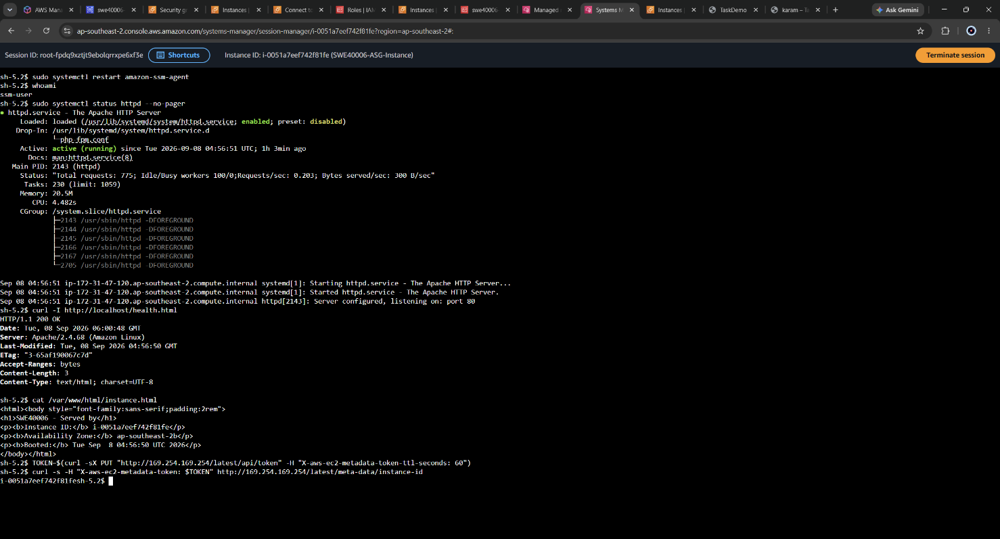 AWS Mana
swe40006-
Security gr
Instances |
Connect to
Roles | IAM
Instances |
swe40006-
Managed
Systems M
Instances |
TaskDemo
karam – Ti
Ask Gemini
ap-southeast-2.console.aws.amazon.com/systems-manager/session-manager/i-0051a7eef742f81fe?region=ap-southeast-2#:
Session ID: root-fpdq9xztjt9ebolqrrxpe6xf3e
Shortcuts
Instance ID: i-0051a7eef742f81fe (SWE40006-ASG-Instance)
Terminate session
sh-5.2$ sudo systemctl restart amazon-ssm-agent
sh-5.2$ whoami
ssm-user
sh-5.2$ sudo systemctl status httpd --no-pager
● httpd.service - The Apache HTTP Server
Loaded: loaded (/usr/lib/systemd/system/httpd.service; enabled; preset: disabled)
Drop-In: /usr/lib/systemd/system/httpd.service.d
└─php-fpm.conf
Active: active (running) since Tue 2026-09-08 04:56:51 UTC; 1h 3min ago
Docs: man:httpd.service(8)
Main PID: 2143 (httpd)
Status: "Total requests: 775; Idle/Busy workers 100/0;Requests/sec: 0.203; Bytes served/sec: 300 B/sec"
Tasks: 230 (limit: 1059)
Memory: 20.5M
CPU: 4.482s
CGroup: /system.slice/httpd.service
├─2143 /usr/sbin/httpd -DFOREGROUND
├─2144 /usr/sbin/httpd -DFOREGROUND
├─2145 /usr/sbin/httpd -DFOREGROUND
├─2166 /usr/sbin/httpd -DFOREGROUND
├─2167 /usr/sbin/httpd -DFOREGROUND
└─2705 /usr/sbin/httpd -DFOREGROUND
Sep 08 04:56:51 ip-172-31-47-120.ap-southeast-2.compute.internal systemd[1]: Starting httpd.service - The Apache HTTP Server...
Sep 08 04:56:51 ip-172-31-47-120.ap-southeast-2.compute.internal systemd[1]: Started httpd.service - The Apache HTTP Server.
Sep 08 04:56:51 ip-172-31-47-120.ap-southeast-2.compute.internal httpd[2143]: Server configured, listening on: port 80
sh-5.2$ curl -I http://localhost/health.html
HTTP/1.1 200 OK
Date: Tue, 08 Sep 2026 06:00:48 GMT
Server: Apache/2.4.68 (Amazon Linux)
Last-Modified: Tue, 08 Sep 2026 04:56:50 GMT
ETag: "3-65af190067c7d"
Accept-Ranges: bytes
Content-Length: 3
Content-Type: text/html; charset=UTF-8
sh-5.2$ cat /var/www/html/instance.html
<html><body style="font-family:sans-serif;padding:2rem">
<h1>SWE40006 - Served by</h1>
<p><b>Instance ID:</b> i-0051a7eef742f81fe</p>
<p><b>Availability Zone:</b> ap-southeast-2b</p>
<p><b>Booted:</b> Tue Sep  8 04:56:50 UTC 2026</p>
</body></html>
sh-5.2$ TOKEN=$(curl -sX PUT "http://169.254.169.254/latest/api/token" -H "X-aws-ec2-metadata-token-ttl-seconds: 60")
sh-5.2$ curl -s -H "X-aws-ec2-metadata-token: $TOKEN" http://169.254.169.254/latest/meta-data/instance-id
i-0051a7eef742f81fesh-5.2$